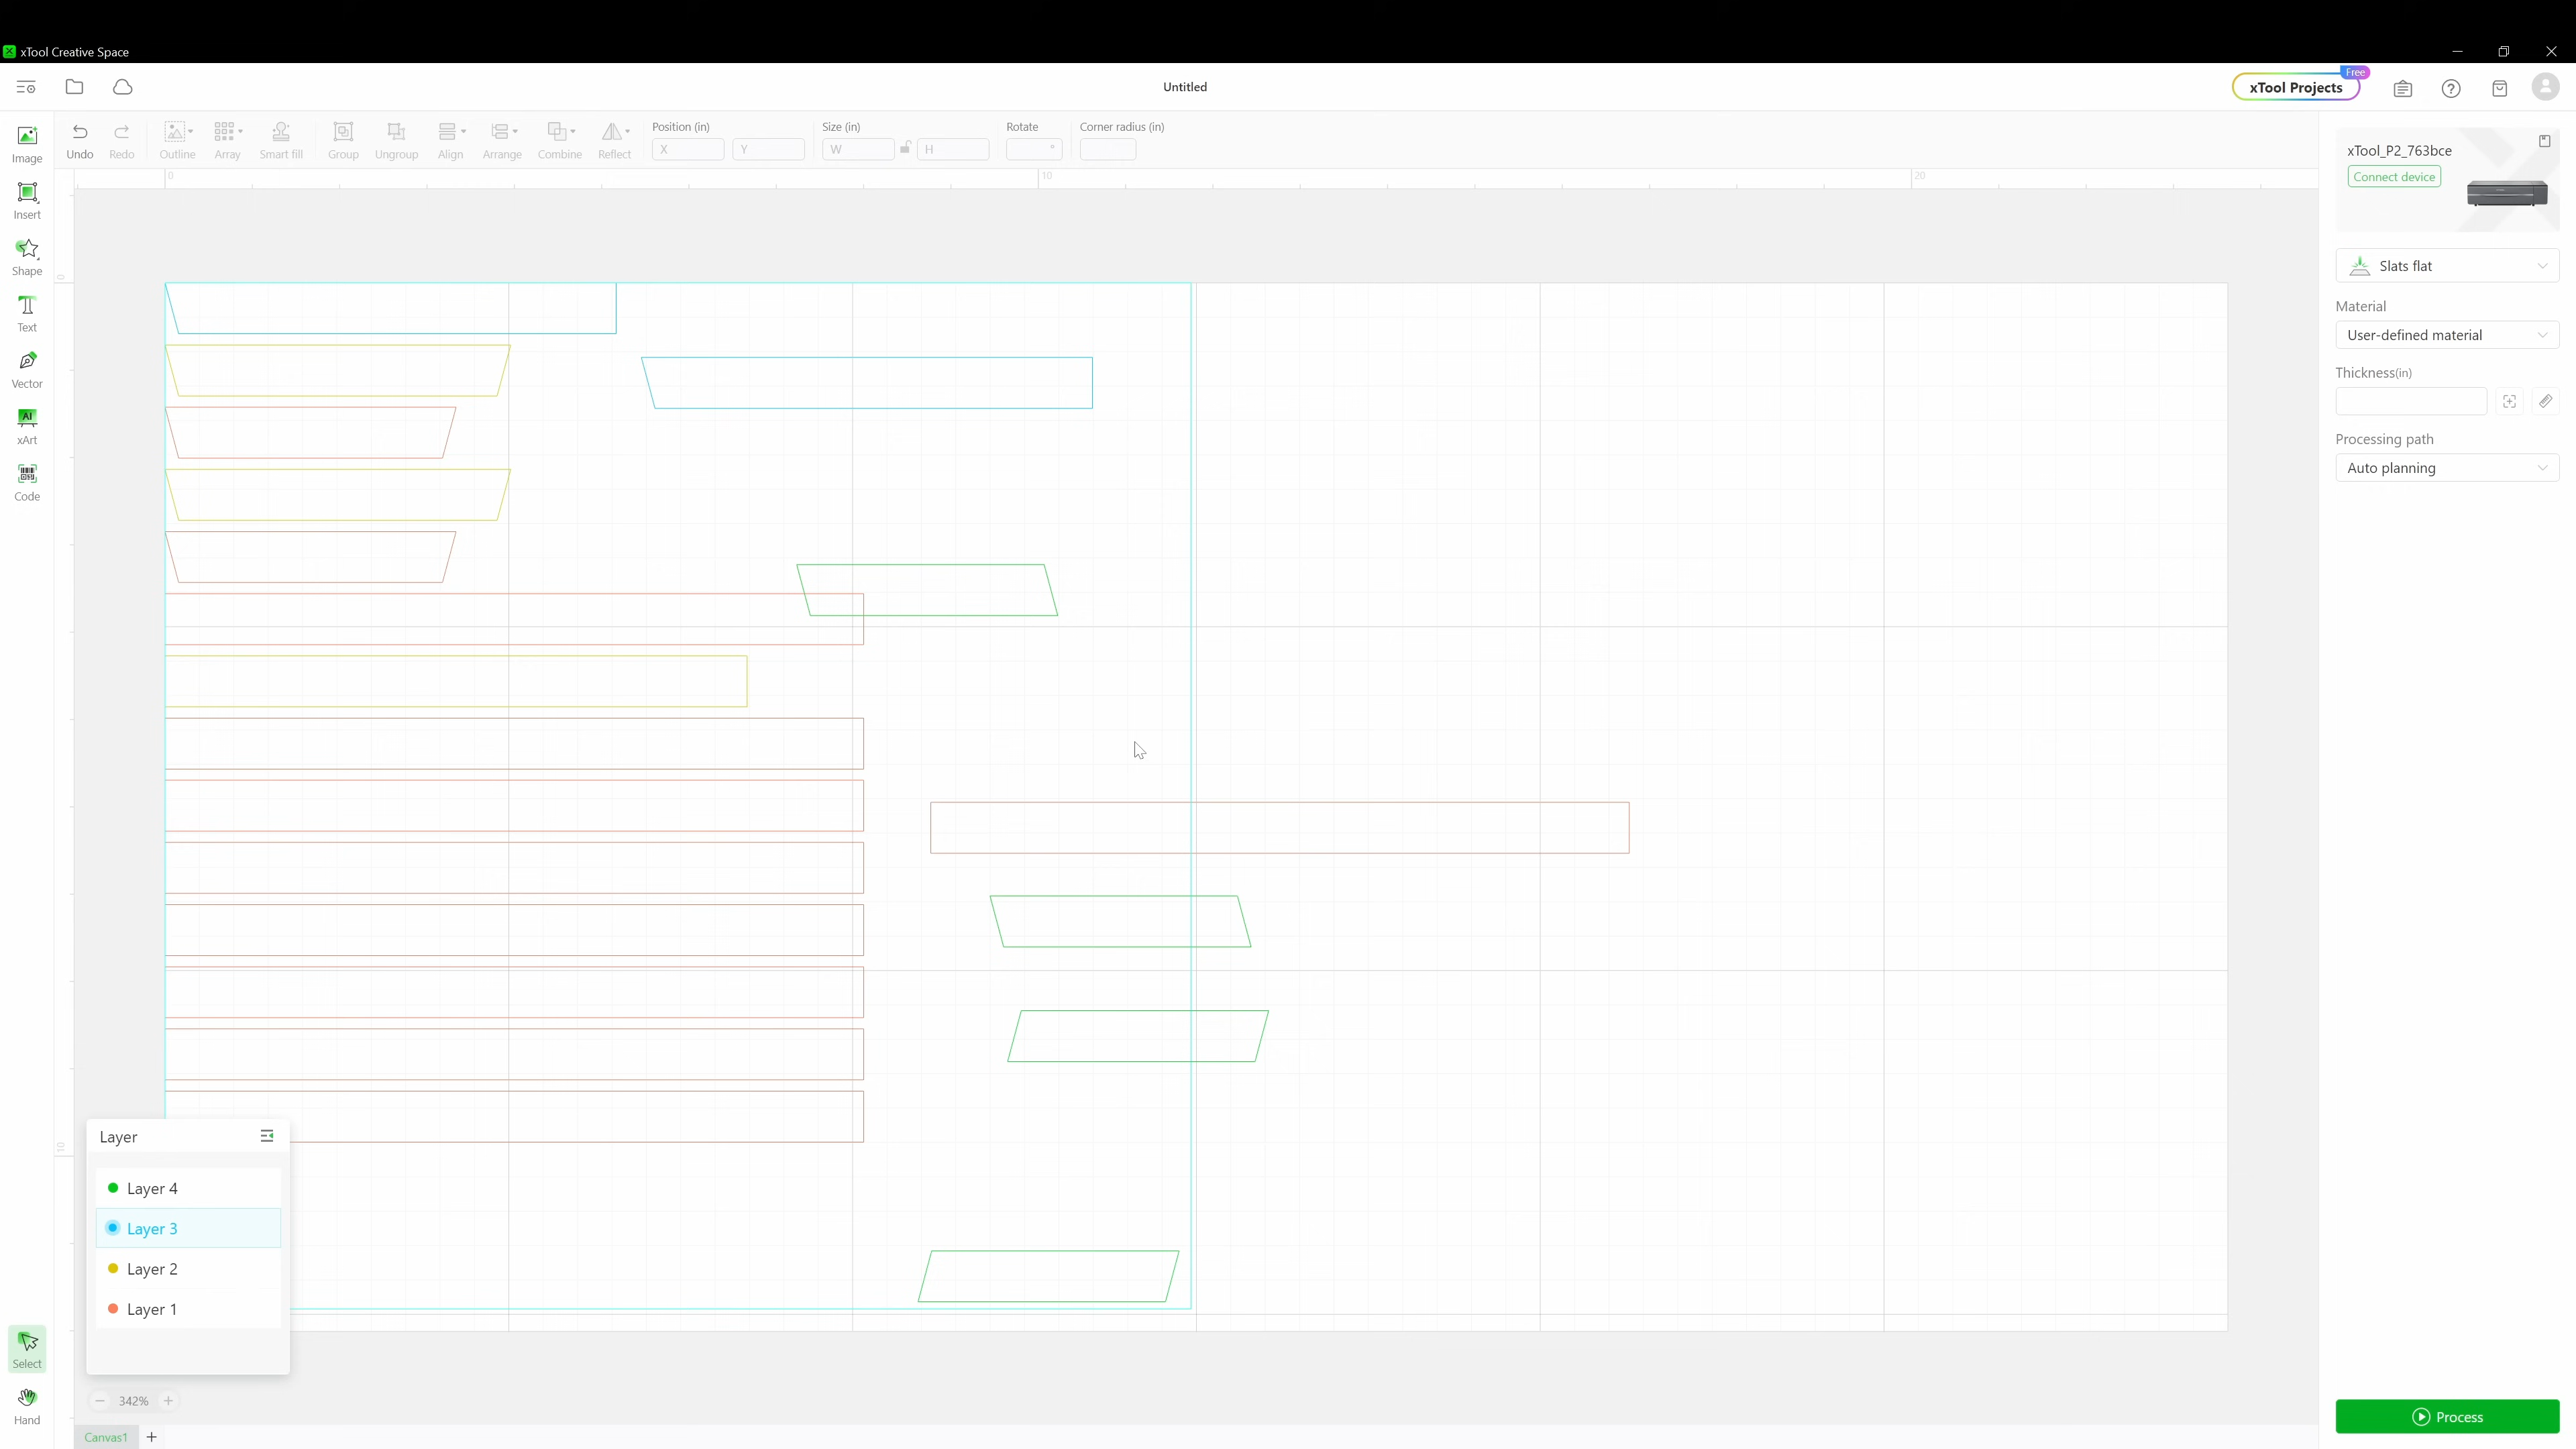 xTool Creative Space
Untitled
Free
xTool Projects
Image
Insert
Shape
Text
Vector
AI
xArt
Code
Undo
Redo
Outline
Array
Smart fill
Group
Ungroup
Align
Arrange
Combine
Reflect
Position (in)
X
Y
Size (in)
W
H
Rotate
°
Corner radius (in)
0
10
20
0
10
xTool_P2_763bce
Connect device
Slats flat
Material
User-defined material
Thickness(in)
Processing path
Auto planning
Layer
Layer 4
Layer 3
Layer 2
Layer 1
Select
Hand
342%
Canvas1
Process